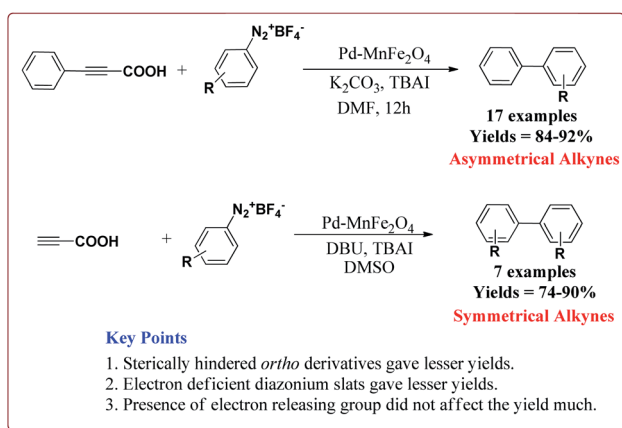 N₂⁺BF₄⁻
COOH + R
Pd-MnFe₂O₄
K₂CO₃, TBAI
DMF, 12h
R
17 examples
Yields = 84-92%
Asymmetrical Alkynes
N₂⁺BF₄⁻
COOH + R
Pd-MnFe₂O₄
DBU, TBAI
DMSO
R R
7 examples
Yields = 74-90%
Symmetrical Alkynes
Key Points
1. Sterically hindered ortho derivatives gave lesser yields.
2. Electron deficient diazonium slats gave lesser yields.
3. Presence of electron releasing group did not affect the yield much.